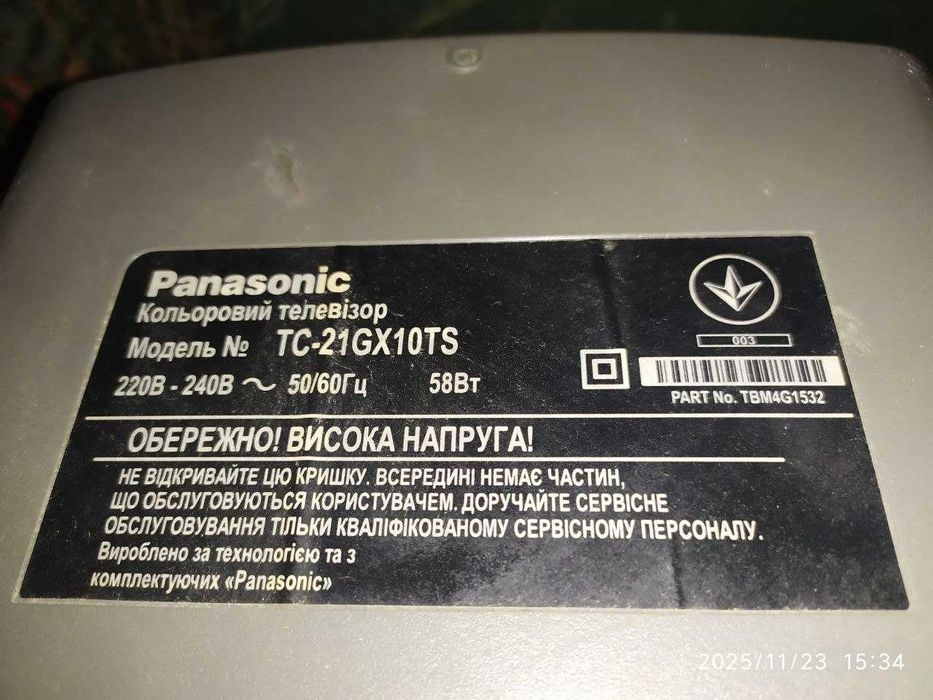 Panasonic
Кольоровий телевізор
Модель № TC-21GX10TS
220В - 240В ~ 50/60Гц 58Вт
003
PART No. TBM4G1532
ОБЕРЕЖНО! ВИСОКА НАПРУГА!
НЕ ВІДКРИВАЙТЕ ЦЮ КРИШКУ. ВСЕРЕДИНІ НЕМАЄ ЧАСТИН,
ЩО ОБСЛУГОВУЮТЬСЯ КОРИСТУВАЧЕМ. ДОРУЧАЙТЕ СЕРВІСНЕ
ОБСЛУГОВУВАННЯ ТІЛЬКИ КВАЛІФІКОВАНОМУ СЕРВІСНОМУ ПЕРСОНАЛУ.
Вироблено за технологією та з
комплектуючих «Panasonic»
2025/11/23 15:34